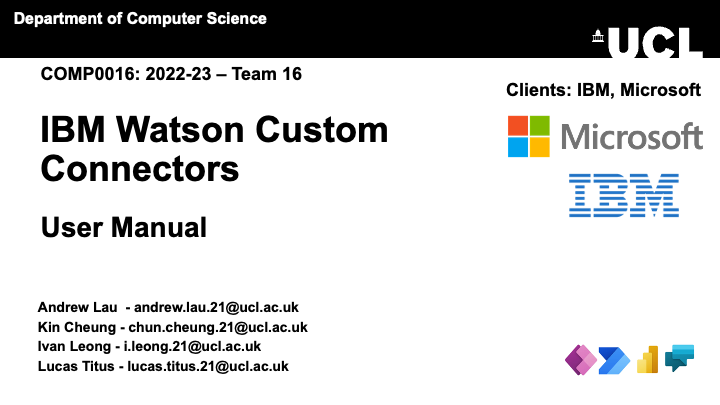 Department of Computer Science
UCL
COMP0016: 2022-23 – Team 16
Clients: IBM, Microsoft
Microsoft
IBM
IBM Watson Custom
Connectors
User Manual
Andrew Lau - andrew.lau.21@ucl.ac.uk
Kin Cheung - chun.cheung.21@ucl.ac.uk
Ivan Leong - i.leong.21@ucl.ac.uk
Lucas Titus - lucas.titus.21@ucl.ac.uk